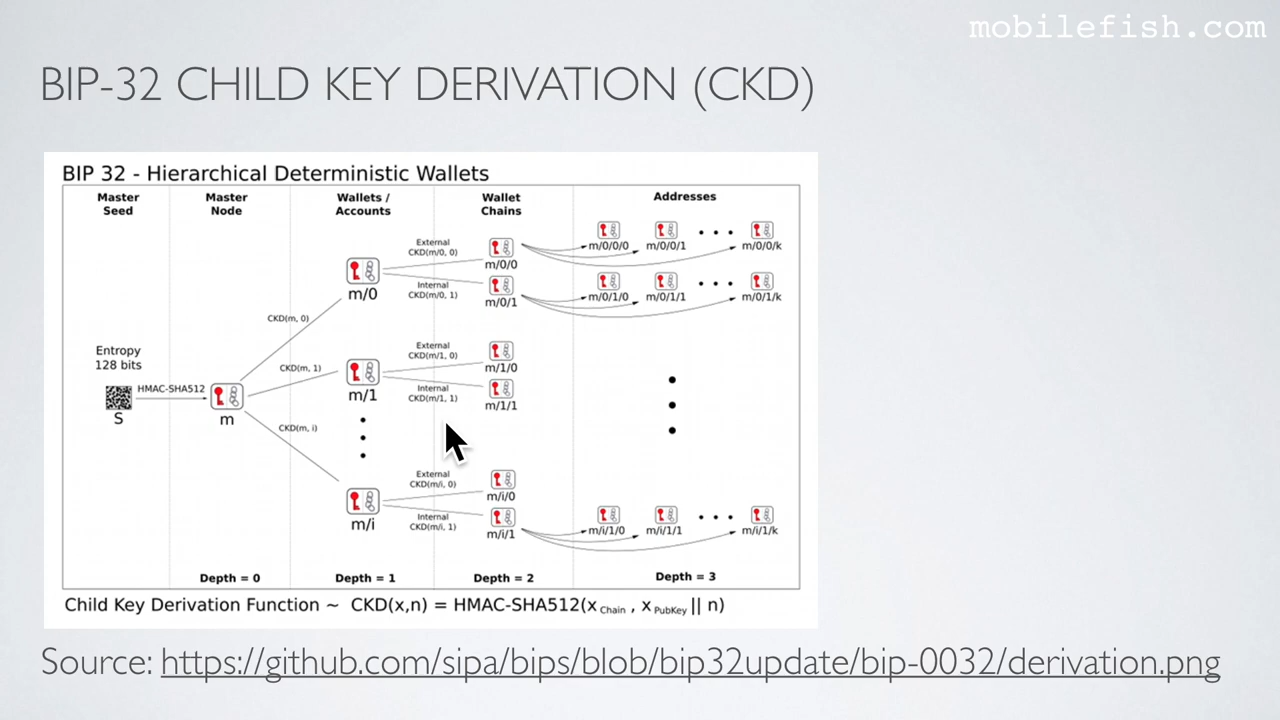 mobilefish.com
BIP-32 CHILD KEY DERIVATION (CKD)
BIP 32 - Hierarchical Deterministic Wallets
Master
Seed
Master
Node
Wallets /
Accounts
Wallet
Chains
Addresses
Entropy
128 bits
S
HMAC-SHA512
m
CKD(m, 0)
CKD(m, 1)
CKD(m, i)
m/0
m/1
m/i
External
CKD(m/0, 0)
Internal
CKD(m/0, 1)
External
CKD(m/1, 0)
Internal
CKD(m/1, 1)
External
CKD(m/i, 0)
Internal
CKD(m/i, 1)
m/0/0
m/0/1
m/1/0
m/1/1
m/i/0
m/i/1
m/0/0/0 m/0/0/1 m/0/0/k
m/0/1/0 m/0/1/1 m/0/1/k
m/i/1/0 m/i/1/1 m/i/1/k
Depth = 0 Depth = 1 Depth = 2 Depth = 3
Child Key Derivation Function ~ CKD(x,n) = HMAC-SHA512(x Chain , x PubKey || n)
Source: https://github.com/sipa/bips/blob/bip32update/bip-0032/derivation.png